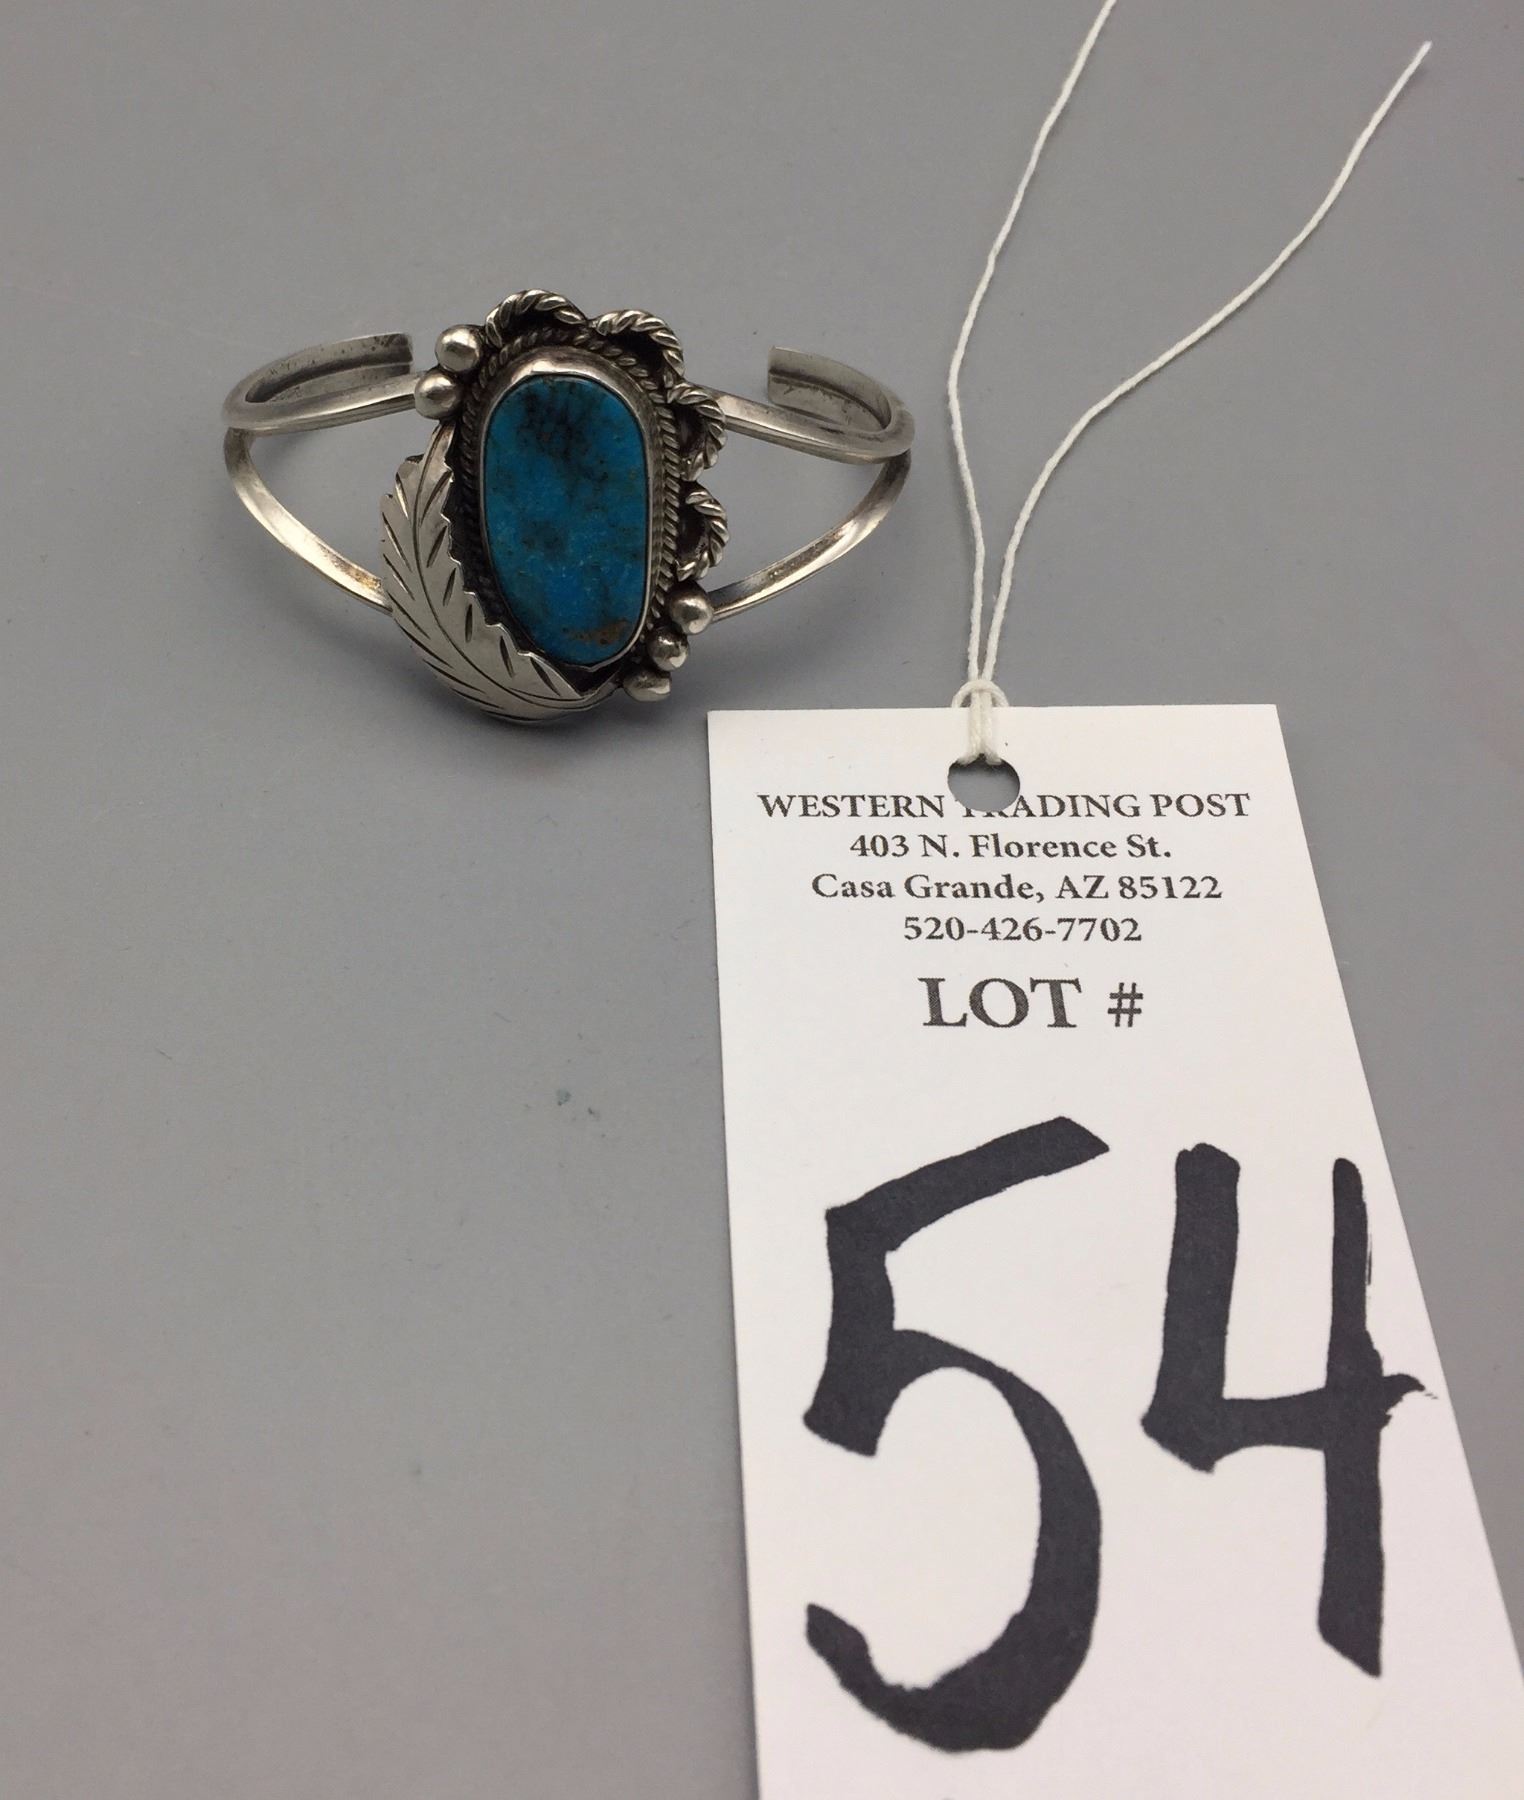 WESTERN TRADING POST
403 N. Florence St.
Casa Grande, AZ 85122
520-426-7702
LOT #
54